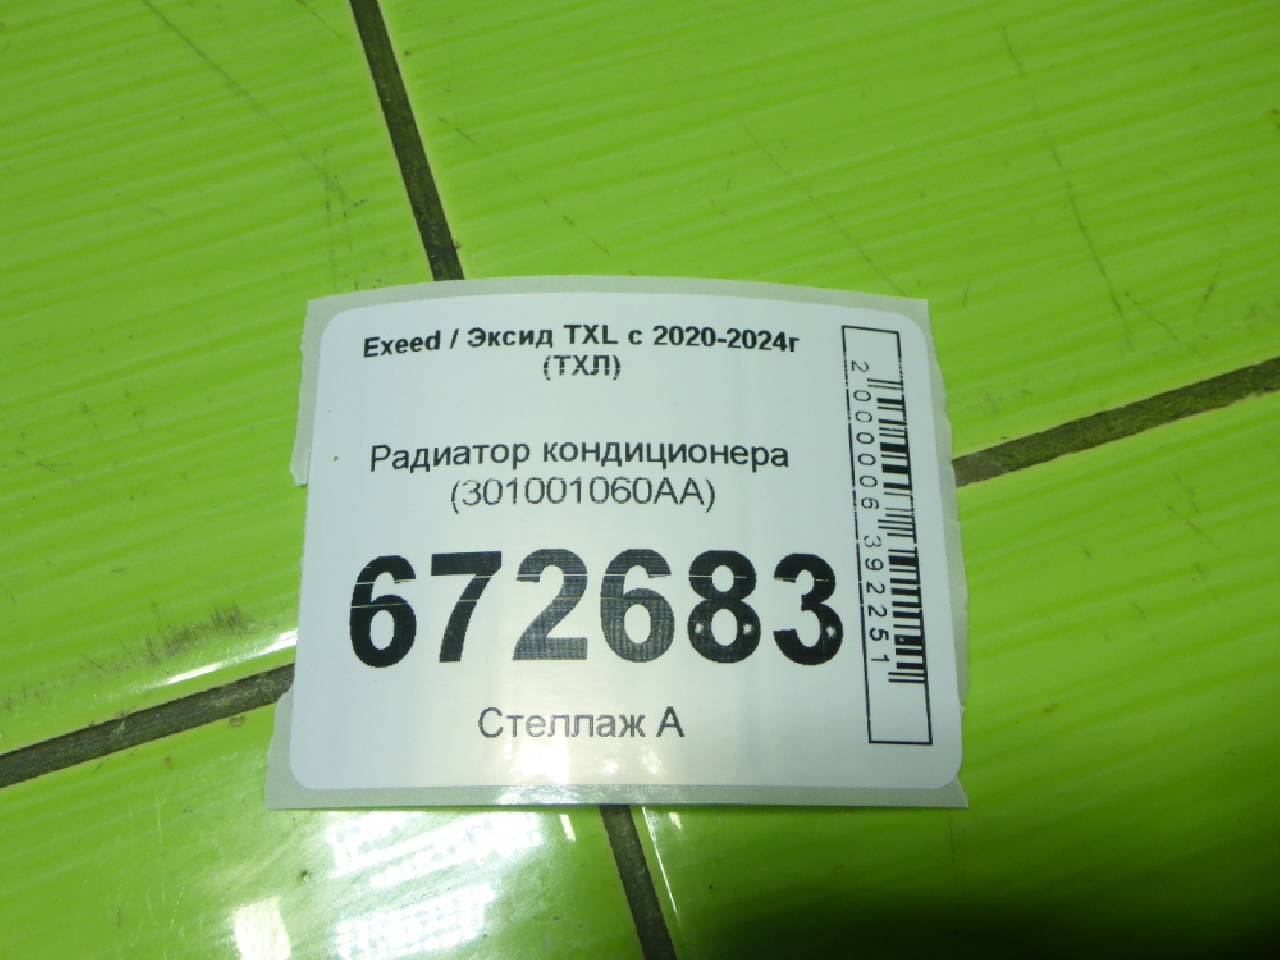 Exeed / Эксид TXL с 2020-2024г
(ТХЛ)
Радиатор кондиционера
(301001060AA)
672683
Стеллаж А
2000006392251